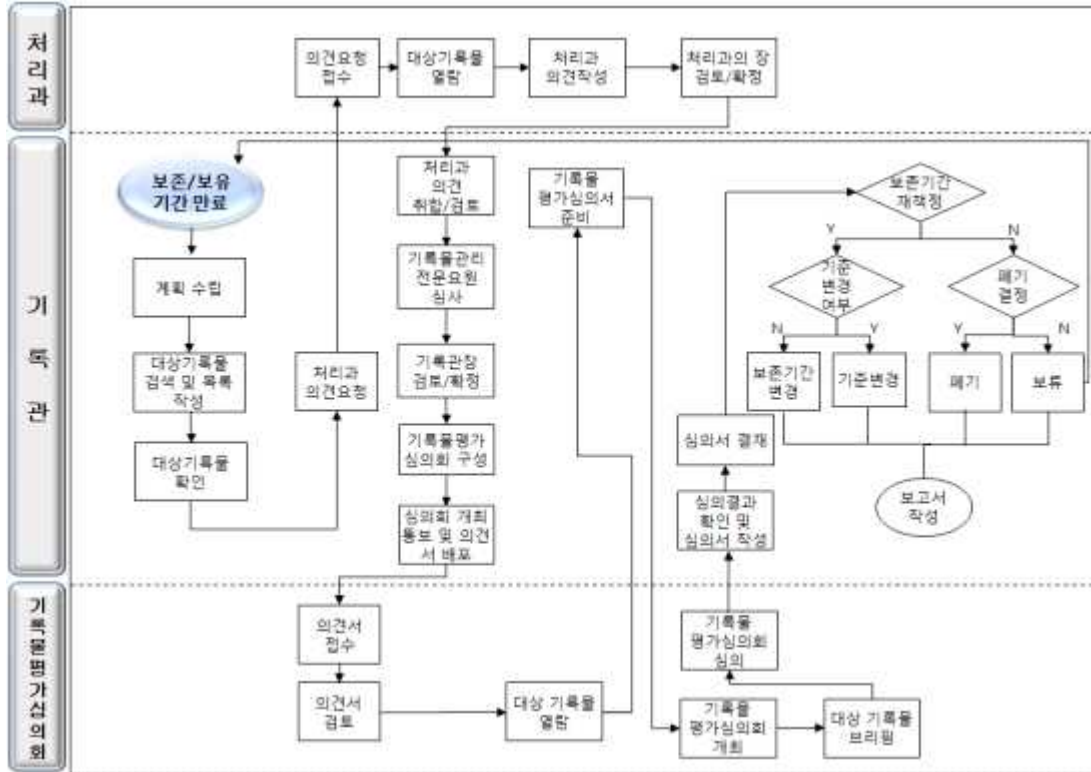 처리과
의견요청
접수
대상기록물
열람
처리과
의견작성
처리과의 장
검토/확정
기록관
보존/보유
기간 만료
계획 수립
대상기록물
검색 및 목록
작성
대상기록물
확인
처리과
의견요청
처리과
의견
취합/검토
기록물관리
전문요원
심사
기록관장
검토/확정
기록물평가
심의회 구성
심의회 개최
통보 및 의견
서 배포
기록물
평가심의서
준비
보존기간
재책정
Y
N
기준
변경
여부
폐기
결정
N
Y
Y
N
보존기간
변경
기준변경
폐기
보류
심의서 결재
심의결과
확인 및
심의서 작성
보고서
작성
기록물평가심의회
의견서
접수
의견서
검토
대상 기록물
열람
기록물
평가심의회
심의
기록물
평가심의회
개최
대상 기록물
브리핑